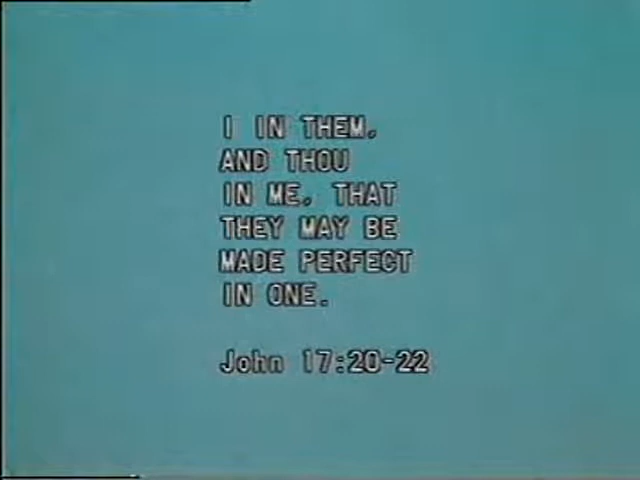 I IN THEM,
AND THOU
IN ME, THAT
THEY MAY BE
MADE PERFECT
IN ONE.
John 17:20-22